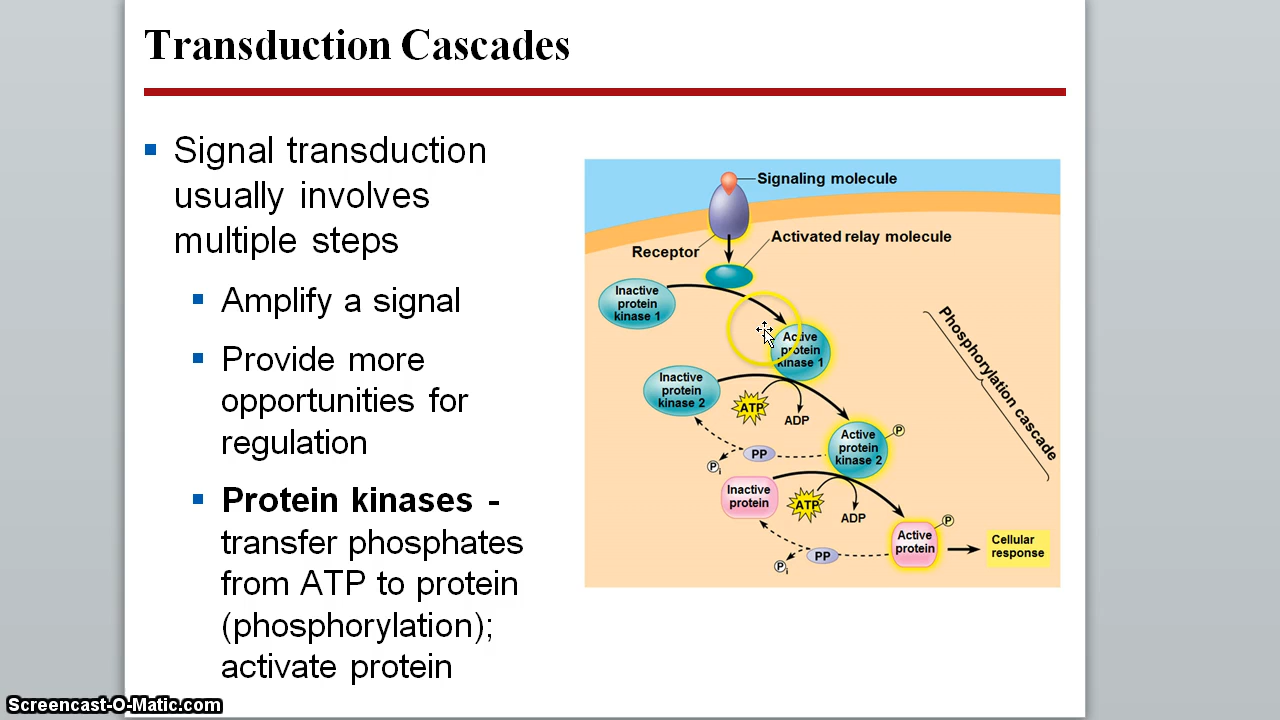 Transduction Cascades
Signal transduction
usually involves
multiple steps
Amplify a signal
Provide more
opportunities for
regulation
Protein kinases -
transfer phosphates
from ATP to protein
(phosphorylation);
activate protein
Signaling molecule
Receptor
Activated relay molecule
Inactive
protein
kinase 1
Active
protein
kinase 1
Inactive
protein
kinase 2
ATP
ADP
Active
protein
kinase 2
P
PP
Pi
Inactive
protein
ATP
ADP
Active
protein
P
PP
Pi
Cellular
response
Phosphorylation cascade
Screencast-O-Matic.com